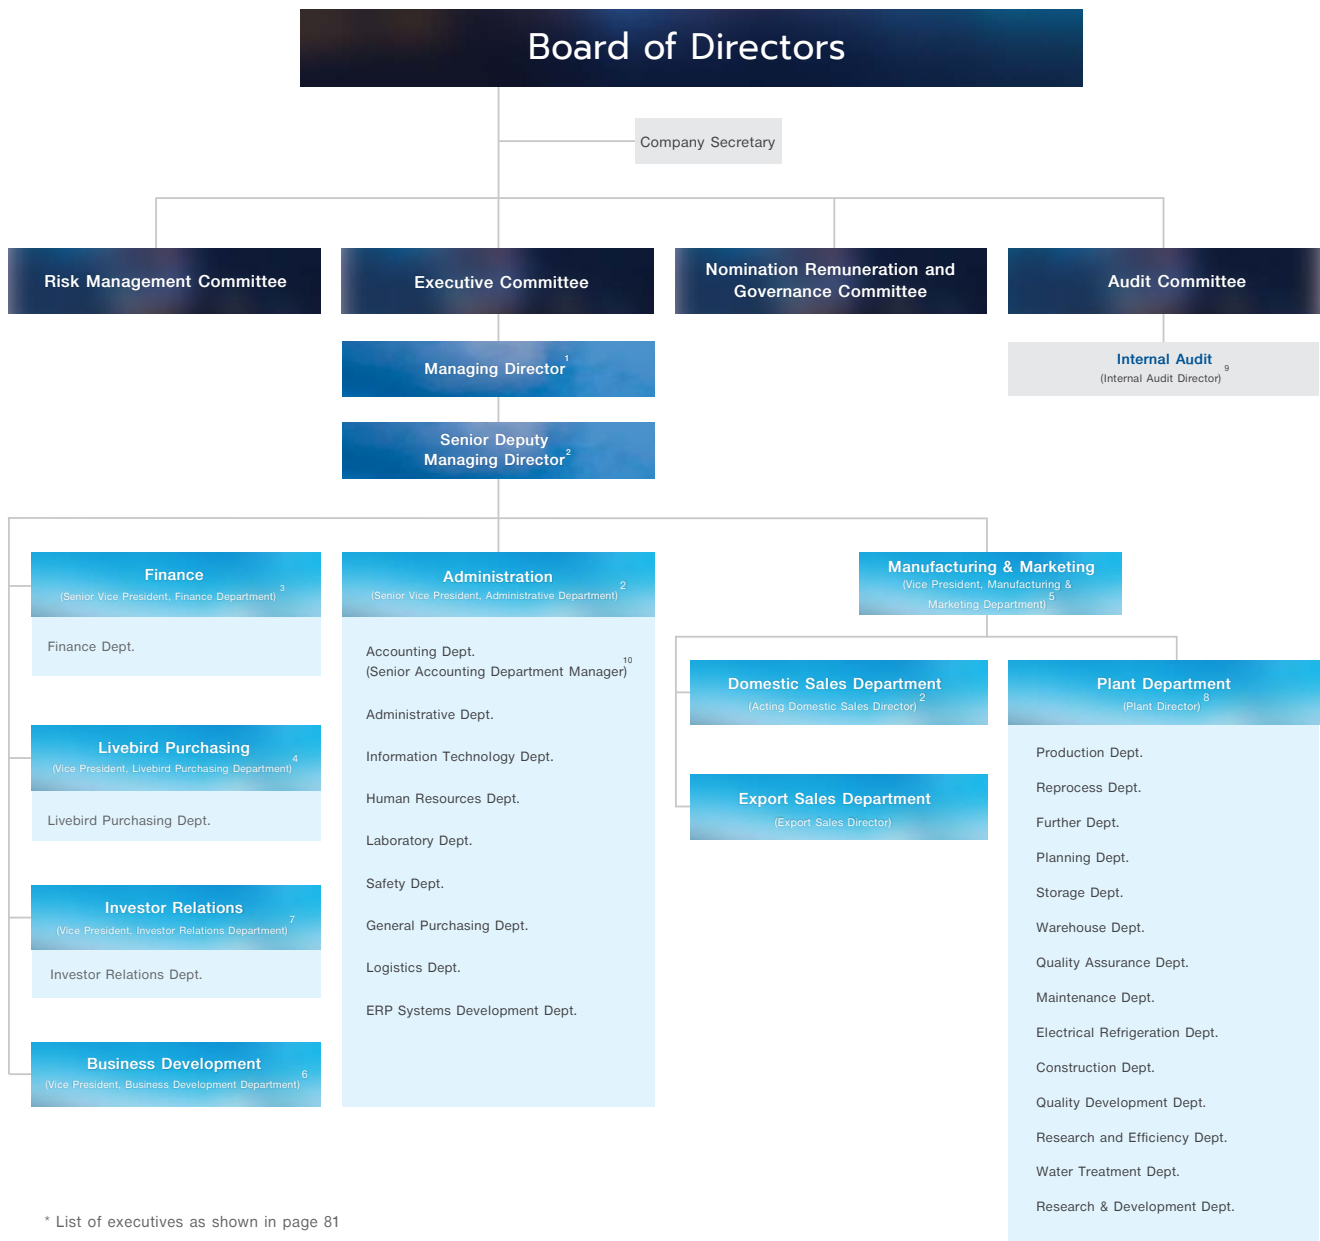 Board of Directors
Company Secretary
Risk Management Committee
Executive Committee
Nomination Remuneration and
Governance Committee
Audit Committee
Managing Director 1
Internal Audit
(Internal Audit Director) 9
Senior Deputy
Managing Director 2
Finance
(Senior Vice President, Finance Department) 3
Finance Dept.
Livebird Purchasing
(Vice President, Livebird Purchasing Department) 4
Livebird Purchasing Dept.
Investor Relations
(Vice President, Investor Relations Department) 7
Investor Relations Dept.
Business Development
(Vice President, Business Development Department) 6
Administration
(Senior Vice President, Administrative Department) 2
Accounting Dept.
(Senior Accounting Department Manager) 10
Administrative Dept.
Information Technology Dept.
Human Resources Dept.
Laboratory Dept.
Safety Dept.
General Purchasing Dept.
Logistics Dept.
ERP Systems Development Dept.
Manufacturing & Marketing
(Vice President, Manufacturing &
Marketing Department) 5
Domestic Sales Department
(Acting Domestic Sales Director) 2
Export Sales Department
(Export Sales Director)
Plant Department
(Plant Director) 8
Production Dept.
Reprocess Dept.
Further Dept.
Planning Dept.
Storage Dept.
Warehouse Dept.
Quality Assurance Dept.
Maintenance Dept.
Electrical Refrigeration Dept.
Construction Dept.
Quality Development Dept.
Research and Efficiency Dept.
Water Treatment Dept.
Research & Development Dept.
* List of executives as shown in page 81